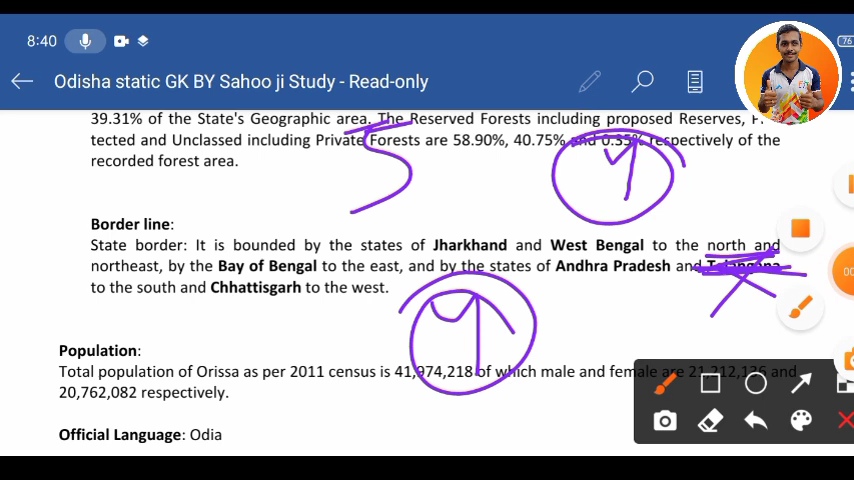 8:40
76
Odisha static GK BY Sahoo ji Study - Read-only
39.31% of the State's Geographic area. The Reserved Forests including proposed Reserves,
tected and Unclassed including Private Forests are 58.90%, 40.75% and 0.35% respectively of the
recorded forest area.
Border line:
State border: It is bounded by the states of Jharkhand and West Bengal to the north and
northeast, by the Bay of Bengal to the east, and by the states of Andhra Pradesh and Telangana
to the south and Chhattisgarh to the west.
Population:
Total population of Orissa as per 2011 census is 41,974,218 of which male and female are 21,212,136 and
20,762,082 respectively.
Official Language: Odia